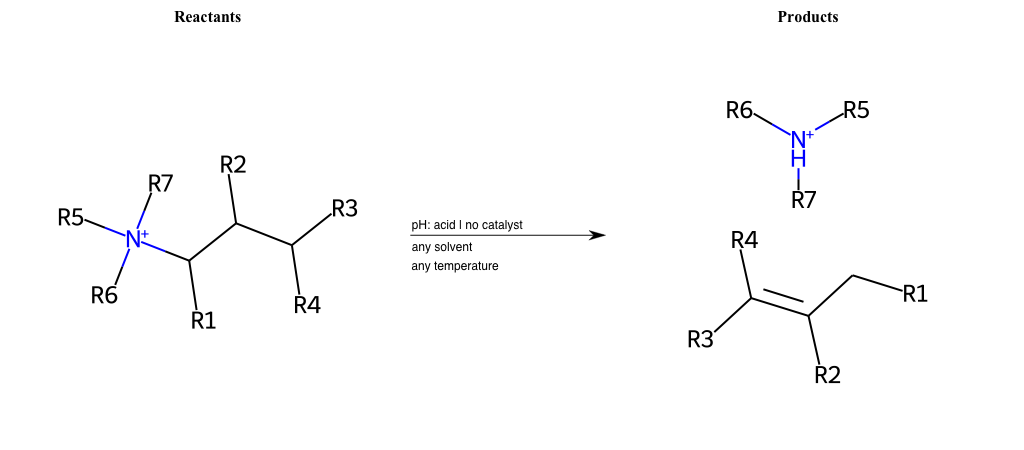 Reactants
Products
R6
R5
N+
H
R7
R2
R7
R3
R5
N+
pH: acid | no catalyst
any solvent
any temperature
R6
R4
R1
R4
R1
R3
R2